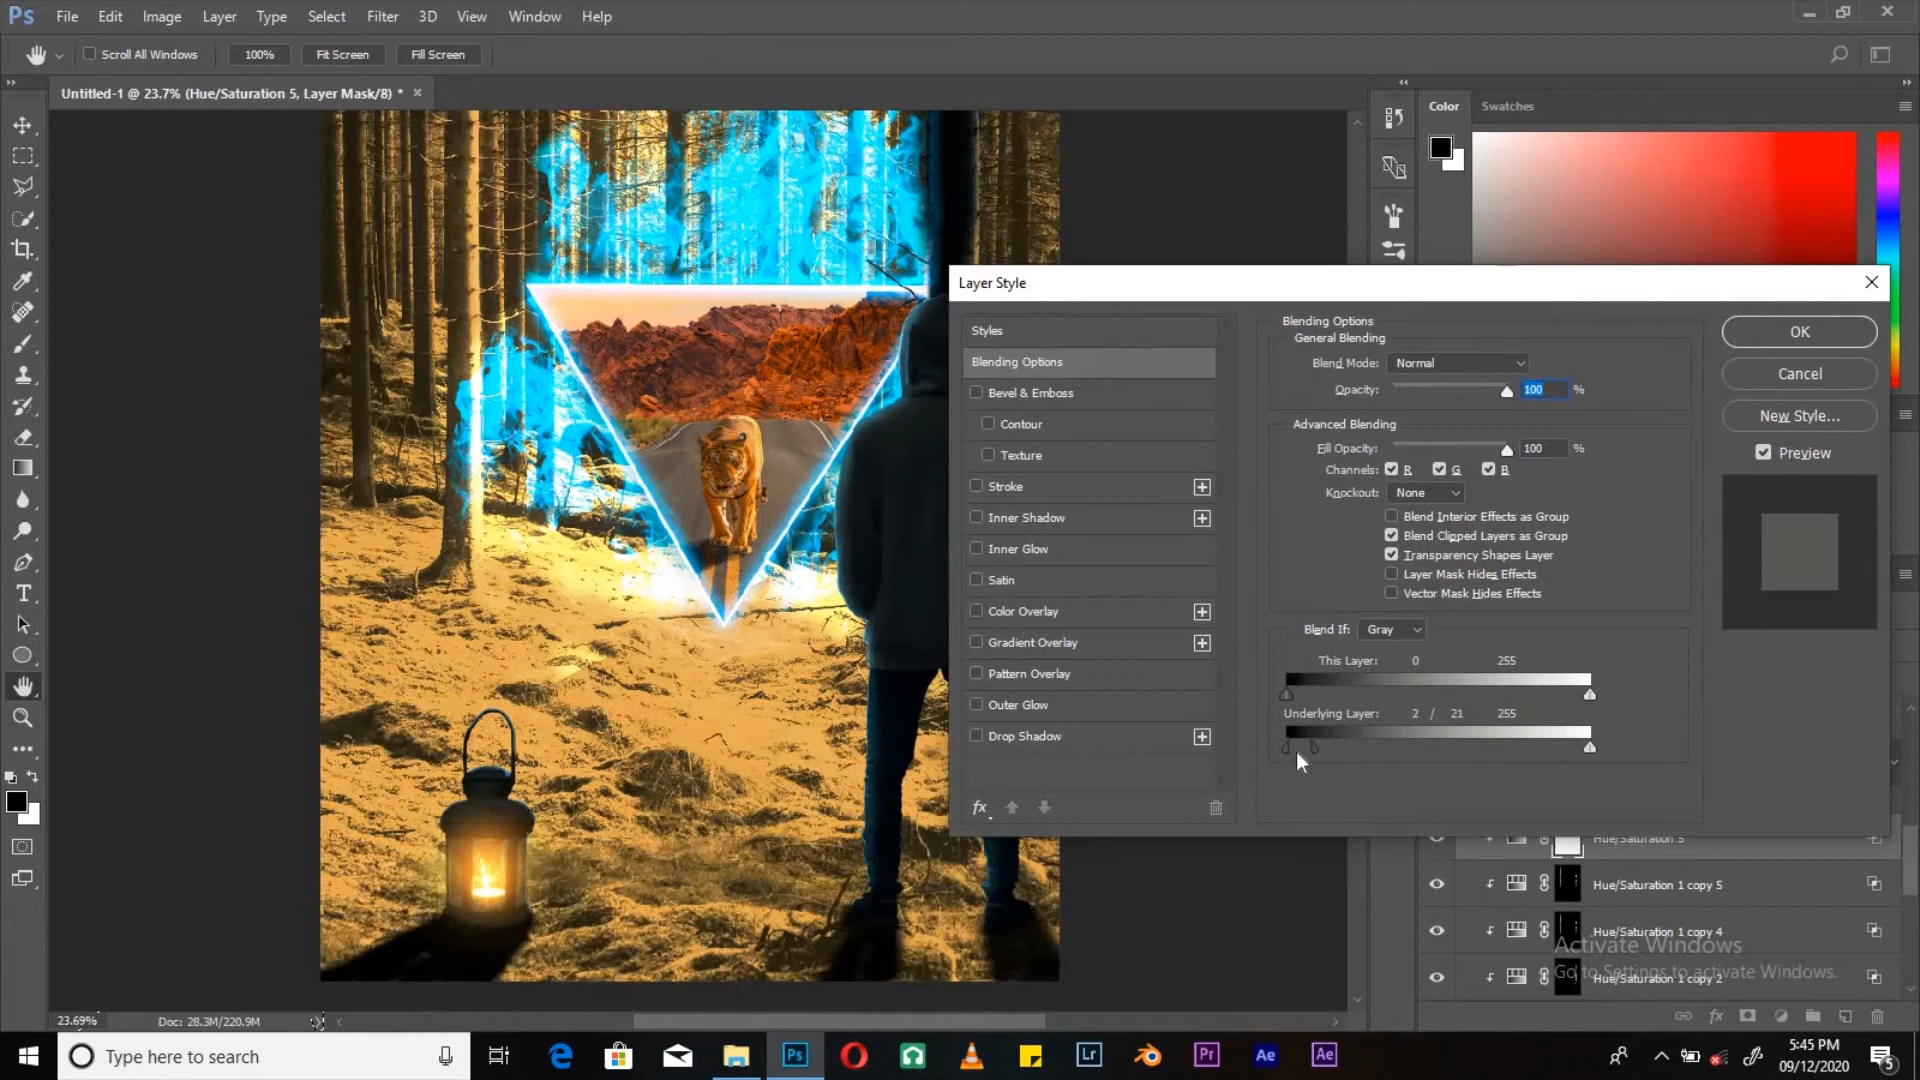 Ps File Edit Image Layer Type Select Filter 3D View Window Help
Scroll All Windows 100% Fit Screen Fill Screen
Untitled-1 @ 23.7% (Hue/Saturation 5, Layer Mask/8) * ×
Color Swatches
Layer Style
Styles
Blending Options
Bevel & Emboss
Contour
Texture
Stroke
Inner Shadow
Inner Glow
Satin
Color Overlay
Gradient Overlay
Pattern Overlay
Outer Glow
Drop Shadow
fx
Blending Options
General Blending
Blend Mode: Normal
Opacity: 100 %
Advanced Blending
Fill Opacity: 100 %
Channels: R G B
Knockout: None
Blend Interior Effects as Group
Blend Clipped Layers as Group
Transparency Shapes Layer
Layer Mask Hides Effects
Vector Mask Hides Effects
Blend If: Gray
This Layer: 0 255
Underlying Layer: 2 / 21 255
OK
Cancel
New Style...
Preview
Hue/Saturation 5
Hue/Saturation 1 copy 5
Hue/Saturation 1 copy 4
Hue/Saturation 1 copy 2
Activate Windows
Go to Settings to activate Windows.
fx
23.69% Doc: 28.3M/220.9M
Type here to search
Ps Lr Pr Ae Ae
5:45 PM
09/12/2020
5